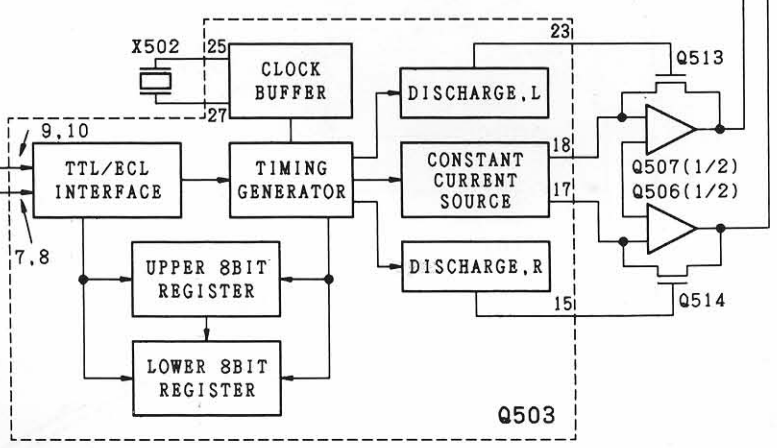 X502
25
27
CLOCK
BUFFER
23
Q513
DISCHARGE,L
9,10
TTL/ECL
INTERFACE
TIMING
GENERATOR
CONSTANT
CURRENT
SOURCE
18
17
Q507(1/2)
Q506(1/2)
7,8
UPPER 8BIT
REGISTER
DISCHARGE,R
15
Q514
LOWER 8BIT
REGISTER
Q503